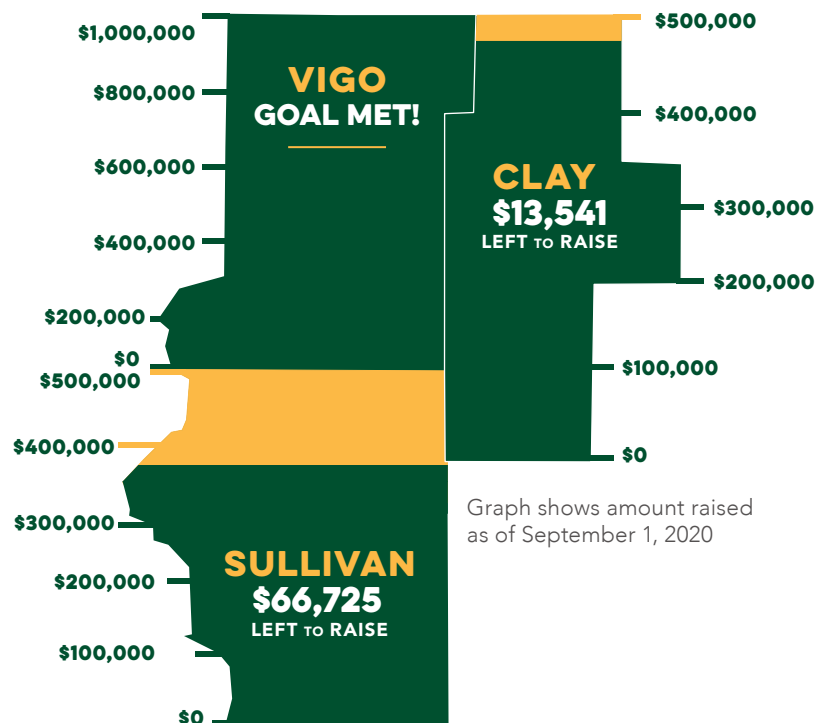 $1,000,000
$800,000
$600,000
$400,000
$200,000
$0
VIGO
GOAL MET!
$500,000
$400,000
$300,000
$200,000
$100,000
$0
CLAY
$13,541
LEFT TO RAISE
$500,000
$400,000
$300,000
$200,000
$100,000
$0
SULLIVAN
$66,725
LEFT TO RAISE
Graph shows amount raised
as of September 1, 2020